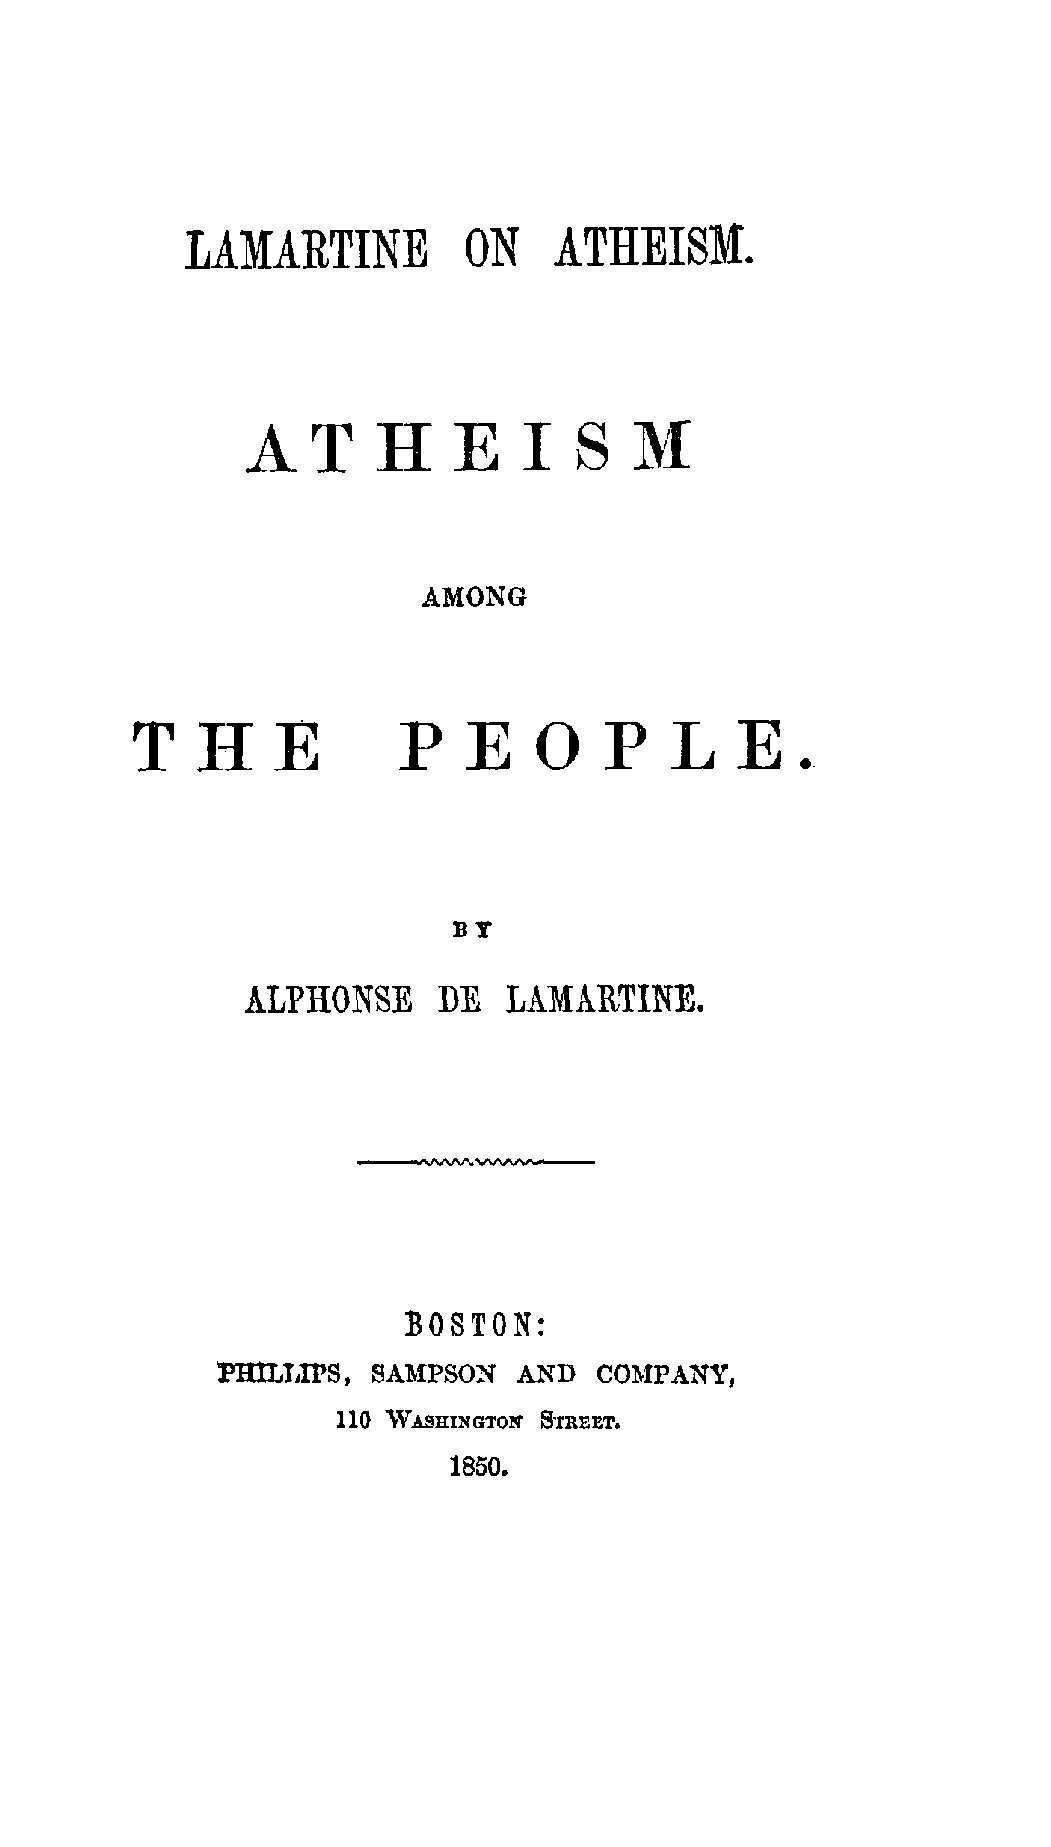 LAMARTINE ON ATHEISM.
ATHEISM
AMONG
THE PEOPLE.
BY
ALPHONSE DE LAMARTINE.
BOSTON:
PHILLIPS, SAMPSON AND COMPANY,
110 WASHINGTON STREET.
1850.